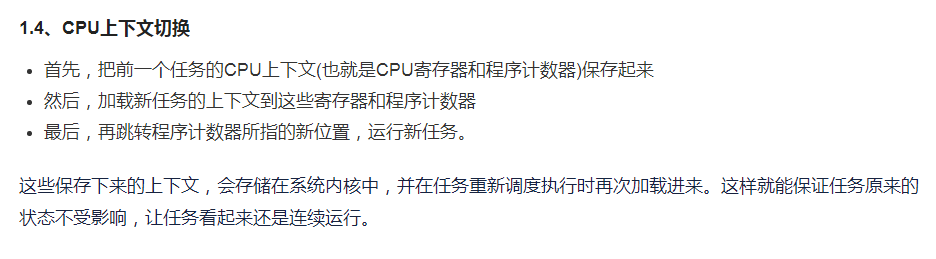 1.4、CPU上下文切换
首先，把前一个任务的CPU上下文(也就是CPU寄存器和程序计数器)保存起来
然后，加载新任务的上下文到这些寄存器和程序计数器
最后，再跳转程序计数器所指的新位置，运行新任务。
这些保存下来的上下文，会存储在系统内核中，并在任务重新调度执行时再次加载进来。这样就能保证任务原来的
状态不受影响，让任务看起来还是连续运行。